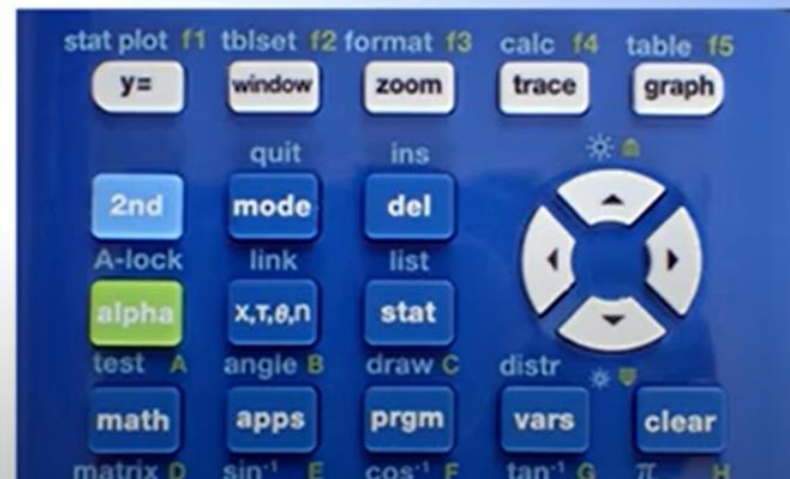 stat plot f1 tblset f2 format f3 calc f4 table f5
y= window zoom trace graph
quit ins
2nd mode del
A-lock link list
alpha x,T,θ,n stat
test A angle B draw C distr
math apps prgm vars clear
matrix D sin-1 E cos-1 F tan-1 G π H